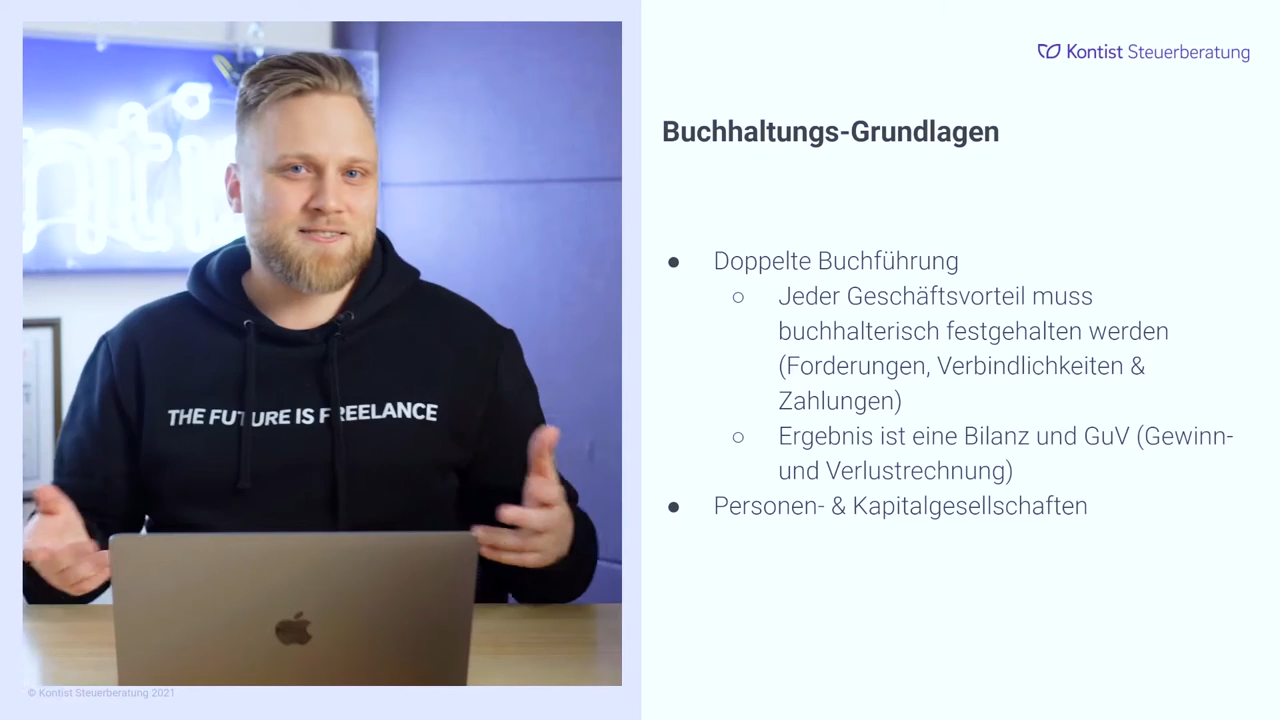 Kontist Steuerberatung
Buchhaltungs-Grundlagen
● Doppelte Buchführung
○ Jeder Geschäftsvorteil muss
buchhalterisch festgehalten werden
(Forderungen, Verbindlichkeiten &
Zahlungen)
○ Ergebnis ist eine Bilanz und GuV (Gewinn-
und Verlustrechnung)
● Personen- & Kapitalgesellschaften
THE FUTURE IS FREELANCE
© Kontist Steuerberatung 2021